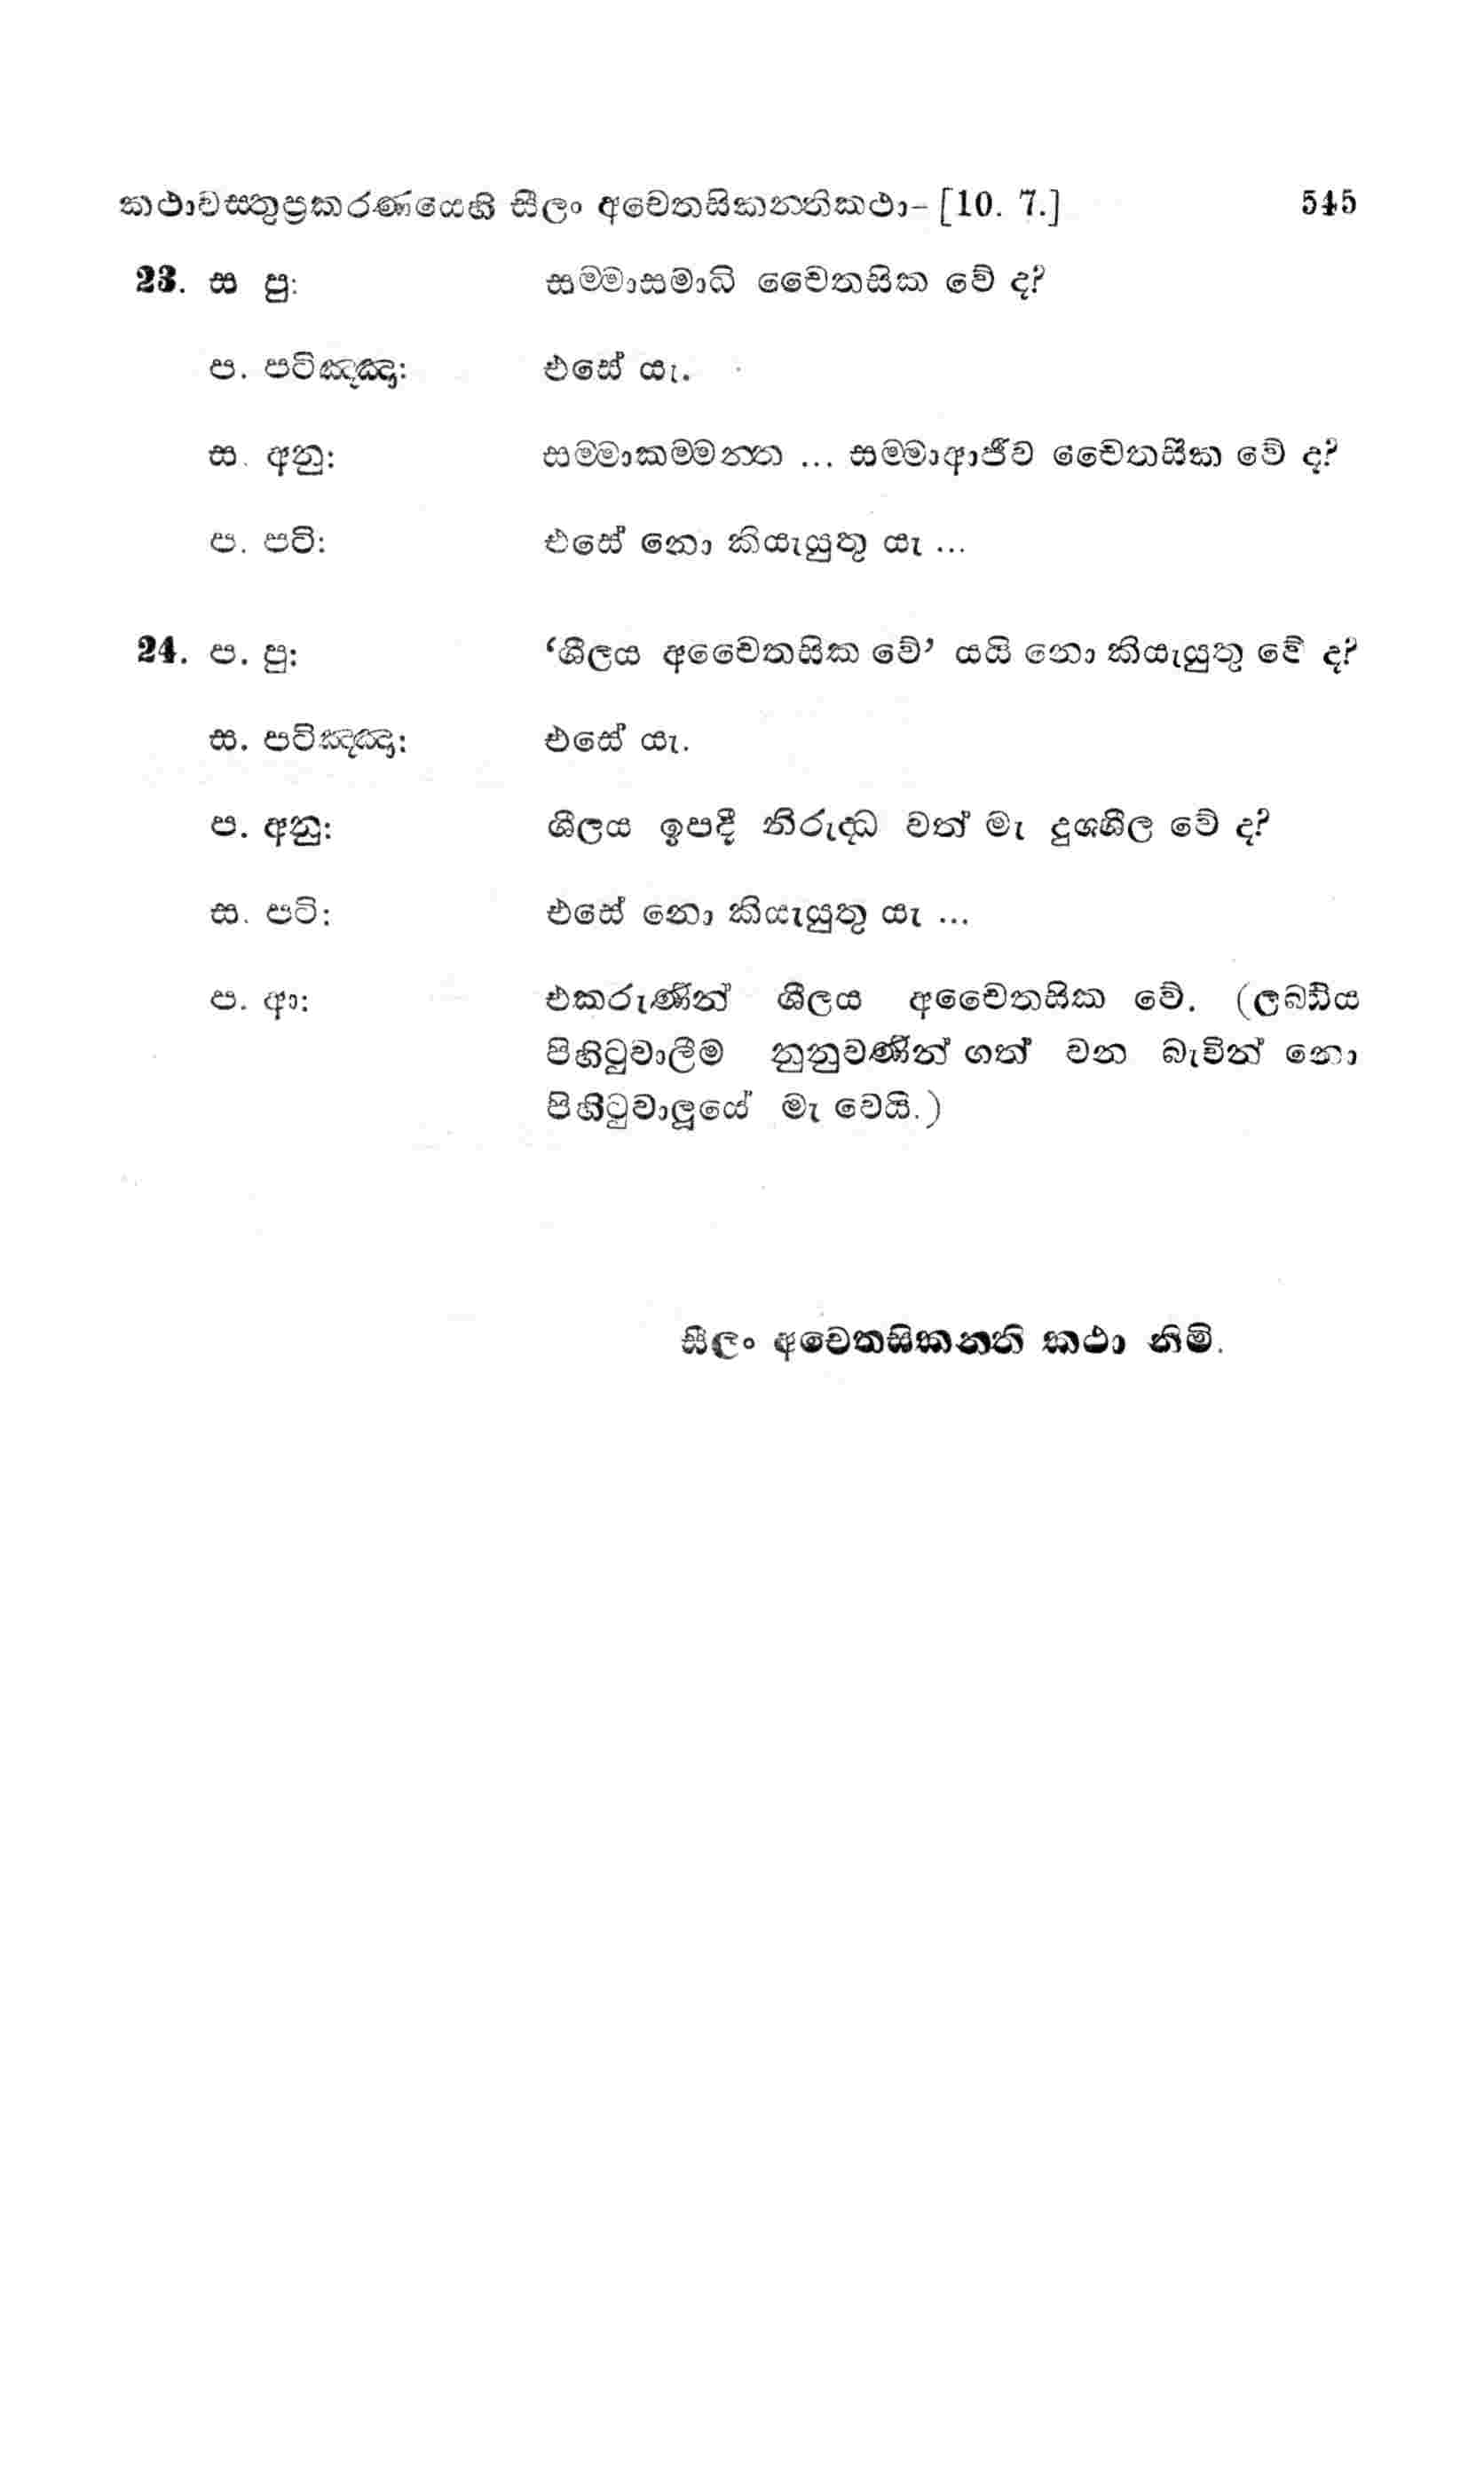 කථාවස්තුප්‍රකරණයෙහි සීලං අචෙතසිකන්තිකථා- [10. 7.] 545
23. ස පු: සම්මාසමාධි චෛතසික වේ ද?
ප. පටිඤ්ඤා: එසේ යැ.
ස. අනු: සම්මාකම්මන්ත ... සම්මාආජීව චෛතසික වේ ද?
ප. පටි: එසේ නො කියැයුතු යැ ...
24. ප. පු: ‘ශීලය අචෛතසික වේ’ යයි නො කියැයුතු වේ ද?
ස. පටිඤ්ඤා: එසේ යැ.
ප. අනු: ශීලය ඉපදී නිරුද්ධ වත් මැ දුශ්ශීල වේ ද?
ස. පටි: එසේ නො කියැයුතු යැ ...
ප. ආ: එකරුණින් ශීලය අචෛතසික වේ. (ලබ්ධිය
පිහිටුවාලීම නුනුවණින් ගත් වන බැවින් නො
පිහිටුවාලූයේ මැ වෙයි.)
සීලං අචෙතසිකන්ති කථා නිමි.